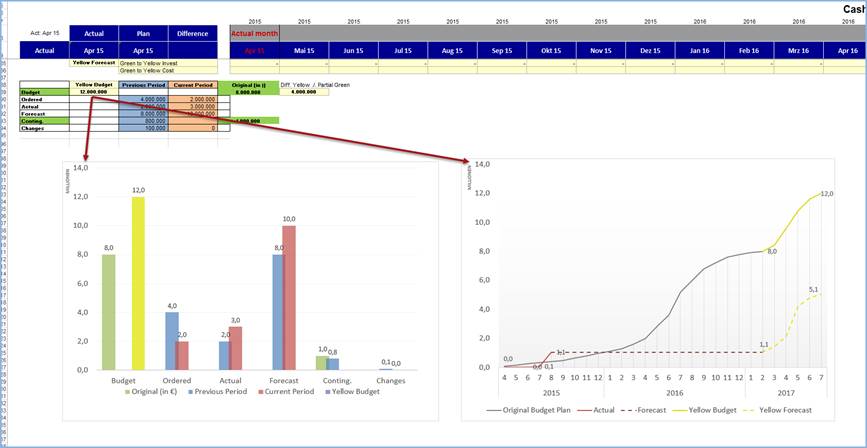 Cash
2015 2015 2015 2015 2015 2015 2015 2015 2015 2016 2016 2016 2016
Act: Apr 15 Actual Plan Difference Actual month
Actual Apr 15 Apr 15 Apr 15 Mai 15 Jun 15 Jul 15 Aug 15 Sep 15 Okt 15 Nov 15 Dez 15 Jan 16 Feb 16 Mrz 16 Apr 16
Yellow Forecast Green to Yellow Invest
Green to Yellow Cost
Yellow Budget Previous Period Current Period Original (in €) Diff. Yellow / Partial Green
Budget 12.000.000 8.000.000 4.000.000
Ordered 4.000.000 2.000.000
Actual 3.000.000
Forecast 8.000.000
Conting. 800.000
Changes 100.000 0
MILLIONEN
14,0
12,0
10,0
8,0
6,0
4,0
2,0
0,0
8,0 12,0 4,0 2,0 2,0 3,0 8,0 10,0 1,0 0,8 0,1 0,0
Budget Ordered Actual Forecast Conting. Changes
Original (in €) Previous Period Current Period Yellow Budget
MILLIONEN
14,0
12,0
10,0
8,0
6,0
4,0
2,0
0,0
12,0
8,0
5,1
1,1 1,1
0,0 0,0 0,1
4 5 6 7 8 9 10 11 12 1 2 3 4 5 6 7 8 9 10 11 12 1 2 3 4 5 6 7
2015 2016 2017
Original Budget Plan Actual Forecast Yellow Budget Yellow Forecast